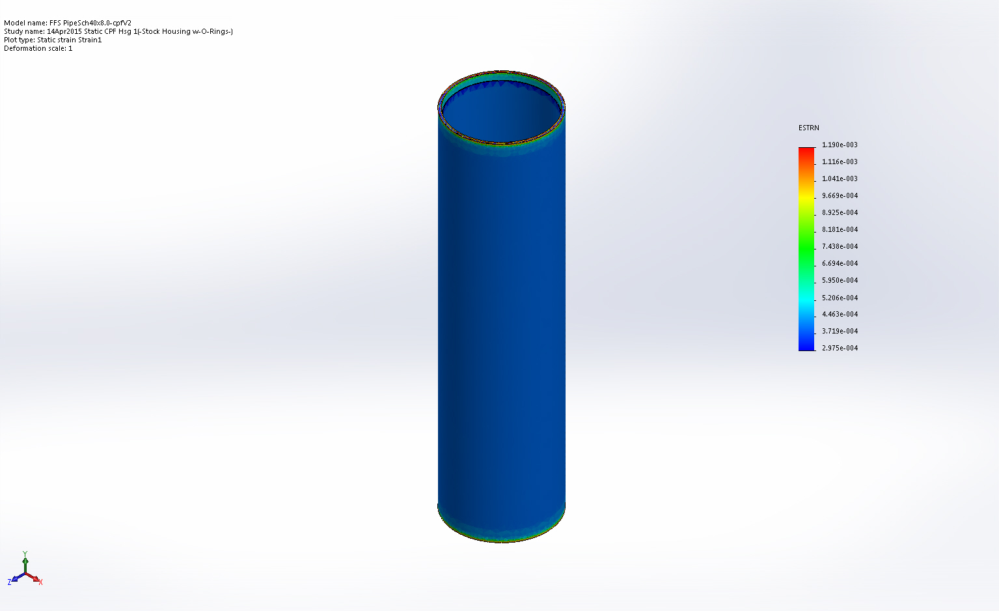 Model name: FFS PipeSch40x8.0-cpfV2
Study name: 14Apr2015 Static CPF Hsg 1(-Stock Housing w-O-Rings-)
Plot type: Static strain Strain1
Deformation scale: 1
ESTRN
1.190e-003
1.116e-003
1.041e-003
9.669e-004
8.925e-004
8.181e-004
7.438e-004
6.694e-004
5.950e-004
5.206e-004
4.463e-004
3.719e-004
2.975e-004
Y
Z
X